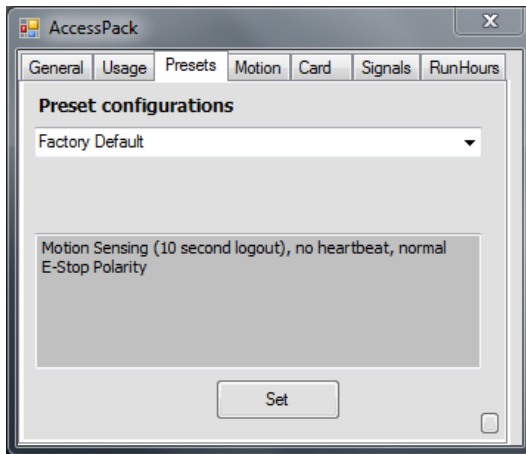 AccessPack
X
General Usage Presets Motion Card Signals RunHours
Preset configurations
Factory Default
Motion Sensing (10 second logout), no heartbeat, normal
E-Stop Polarity
Set